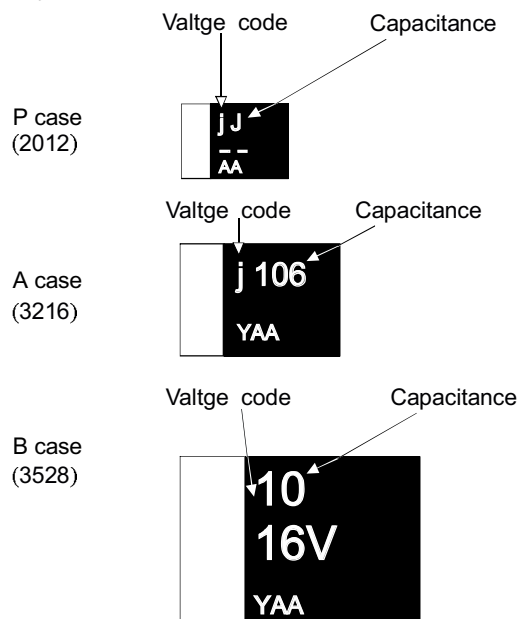 Valtge code Capacitance
P case
(2012)
j J
AA
Valtge code Capacitance
A case
(3216)
j 106
YAA
Valtge code Capacitance
B case
(3528)
10
16V
YAA